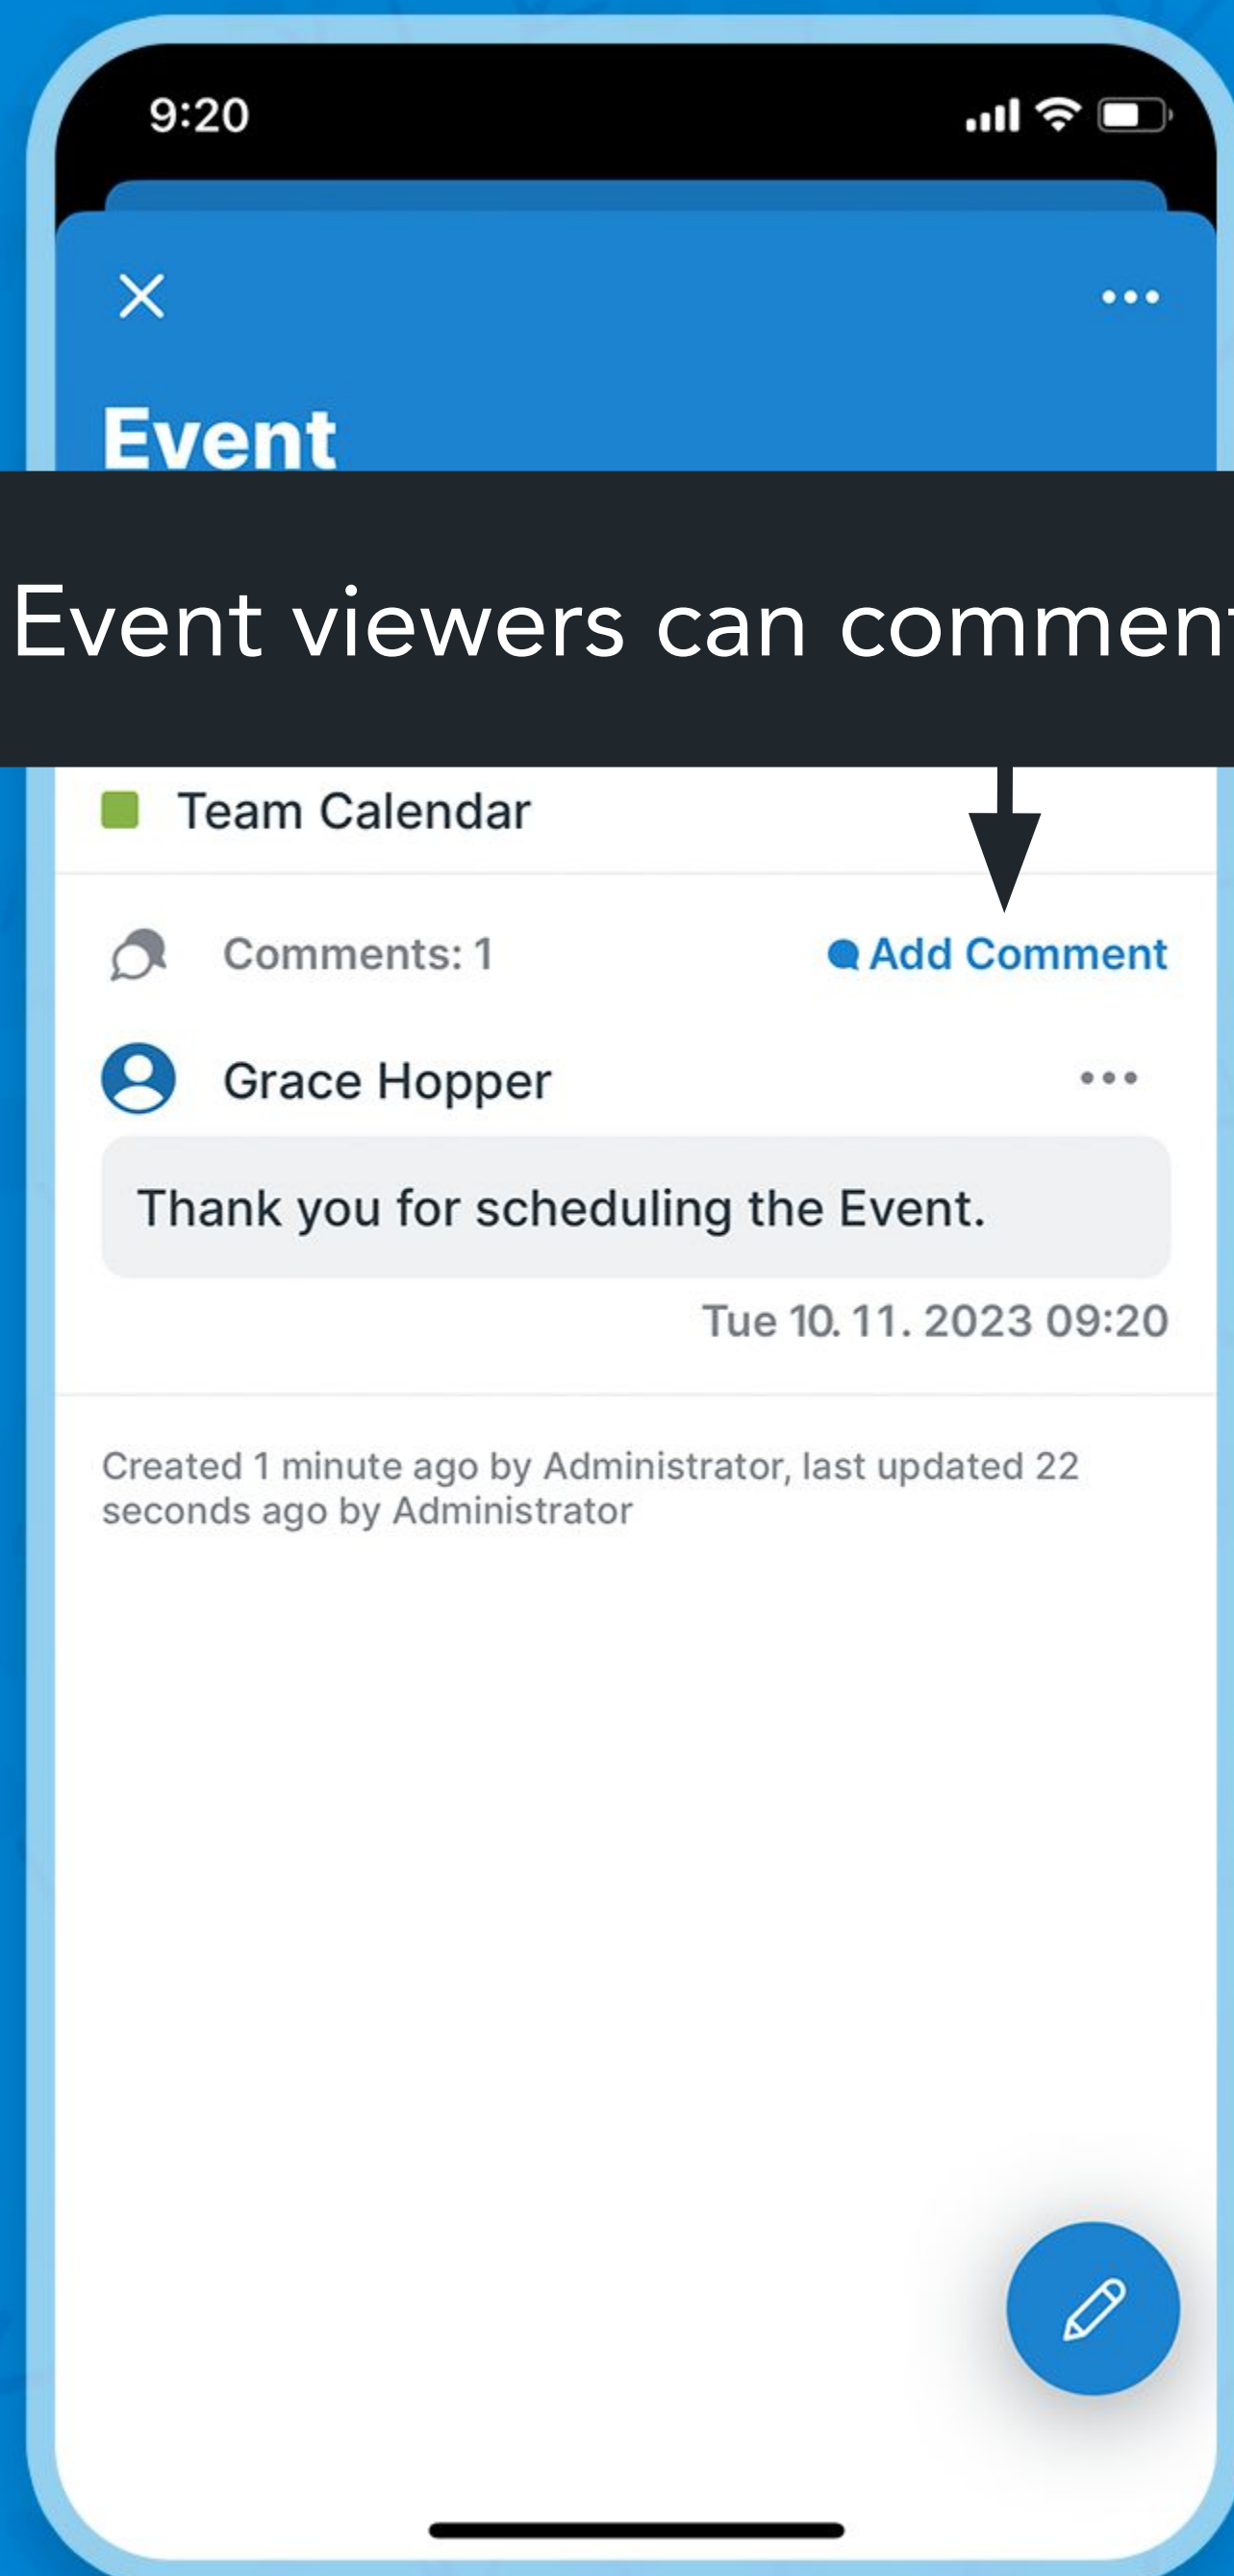 9:20
Event
Event viewers can comment
Team Calendar
Comments: 1
Add Comment
Grace Hopper
Thank you for scheduling the Event.
Tue 10. 11. 2023 09:20
Created 1 minute ago by Administrator, last updated 22
seconds ago by Administrator